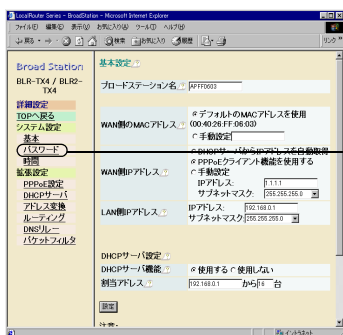 LocalRouter Series - BroadStation - Microsoft Internet Explorer
ファイル(F) 編集(E) 表示(V) お気に入り(A) ツール(T) ヘルプ(H)
戻る 検索 お気に入り 履歴 リンク
Broad Station
BLR-TX4 / BLR2-TX4
詳細設定
TOPへ戻る
システム設定
基本
パスワード
時間
拡張設定
PPPoE設定
DHCPサーバ
アドレス変換
ルーティング
DNSリレー
パケットフィルタ
基本設定
ブロードステーション名 APFF0603
WAN側のMACアドレス デフォルトのMACアドレスを使用
(00:40:26:FF:06:03)
手動設定
WAN側IPアドレス DHCPサーバからIPアドレスを自動取得
PPPoEクライアント機能を使用する
手動設定
IPアドレス: 1.1.1.1
サブネットマスク: 255.255.255.0
LAN側IPアドレス IPアドレス: 192.168.0.1
サブネットマスク: 255.255.255.0
DHCPサーバ設定
DHCPサーバ機能 使用する 使用しない
割当アドレス 192.168.0.1 から 16 台
設定
注意:
イントラネット